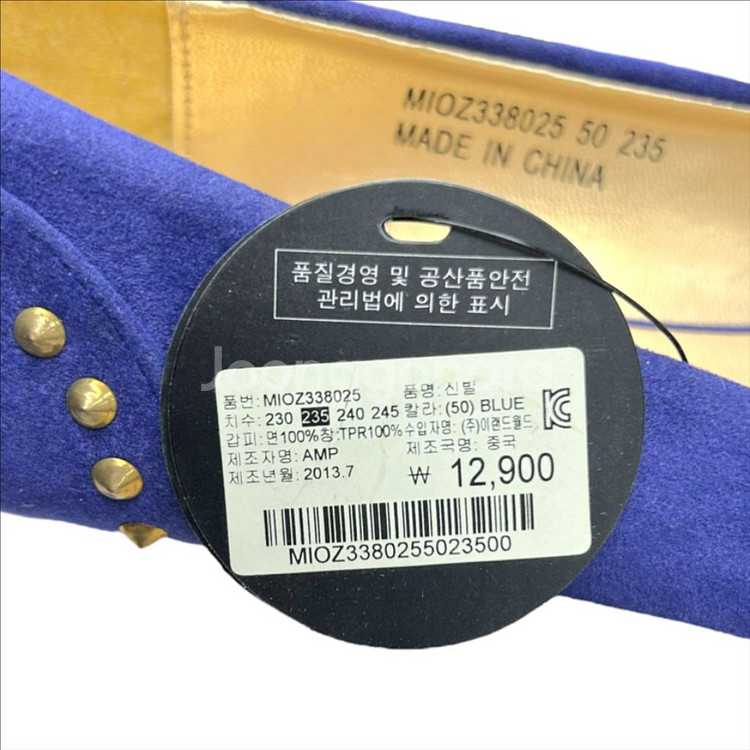 MIOZ338025 50 235
MADE IN CHINA
품질경영 및 공산품안전
관리법에 의한 표시
품번: MIOZ338025 품명: 신발
치수: 230 235 240 245 칼라: (50) BLUE
갑피: 면100% 창:TPR100% 수입자명: (주)이랜드월드
제조자명: AMP 제조국명: 중국
제조년월: 2013.7 ₩ 12,900
MIOZ3380255023500